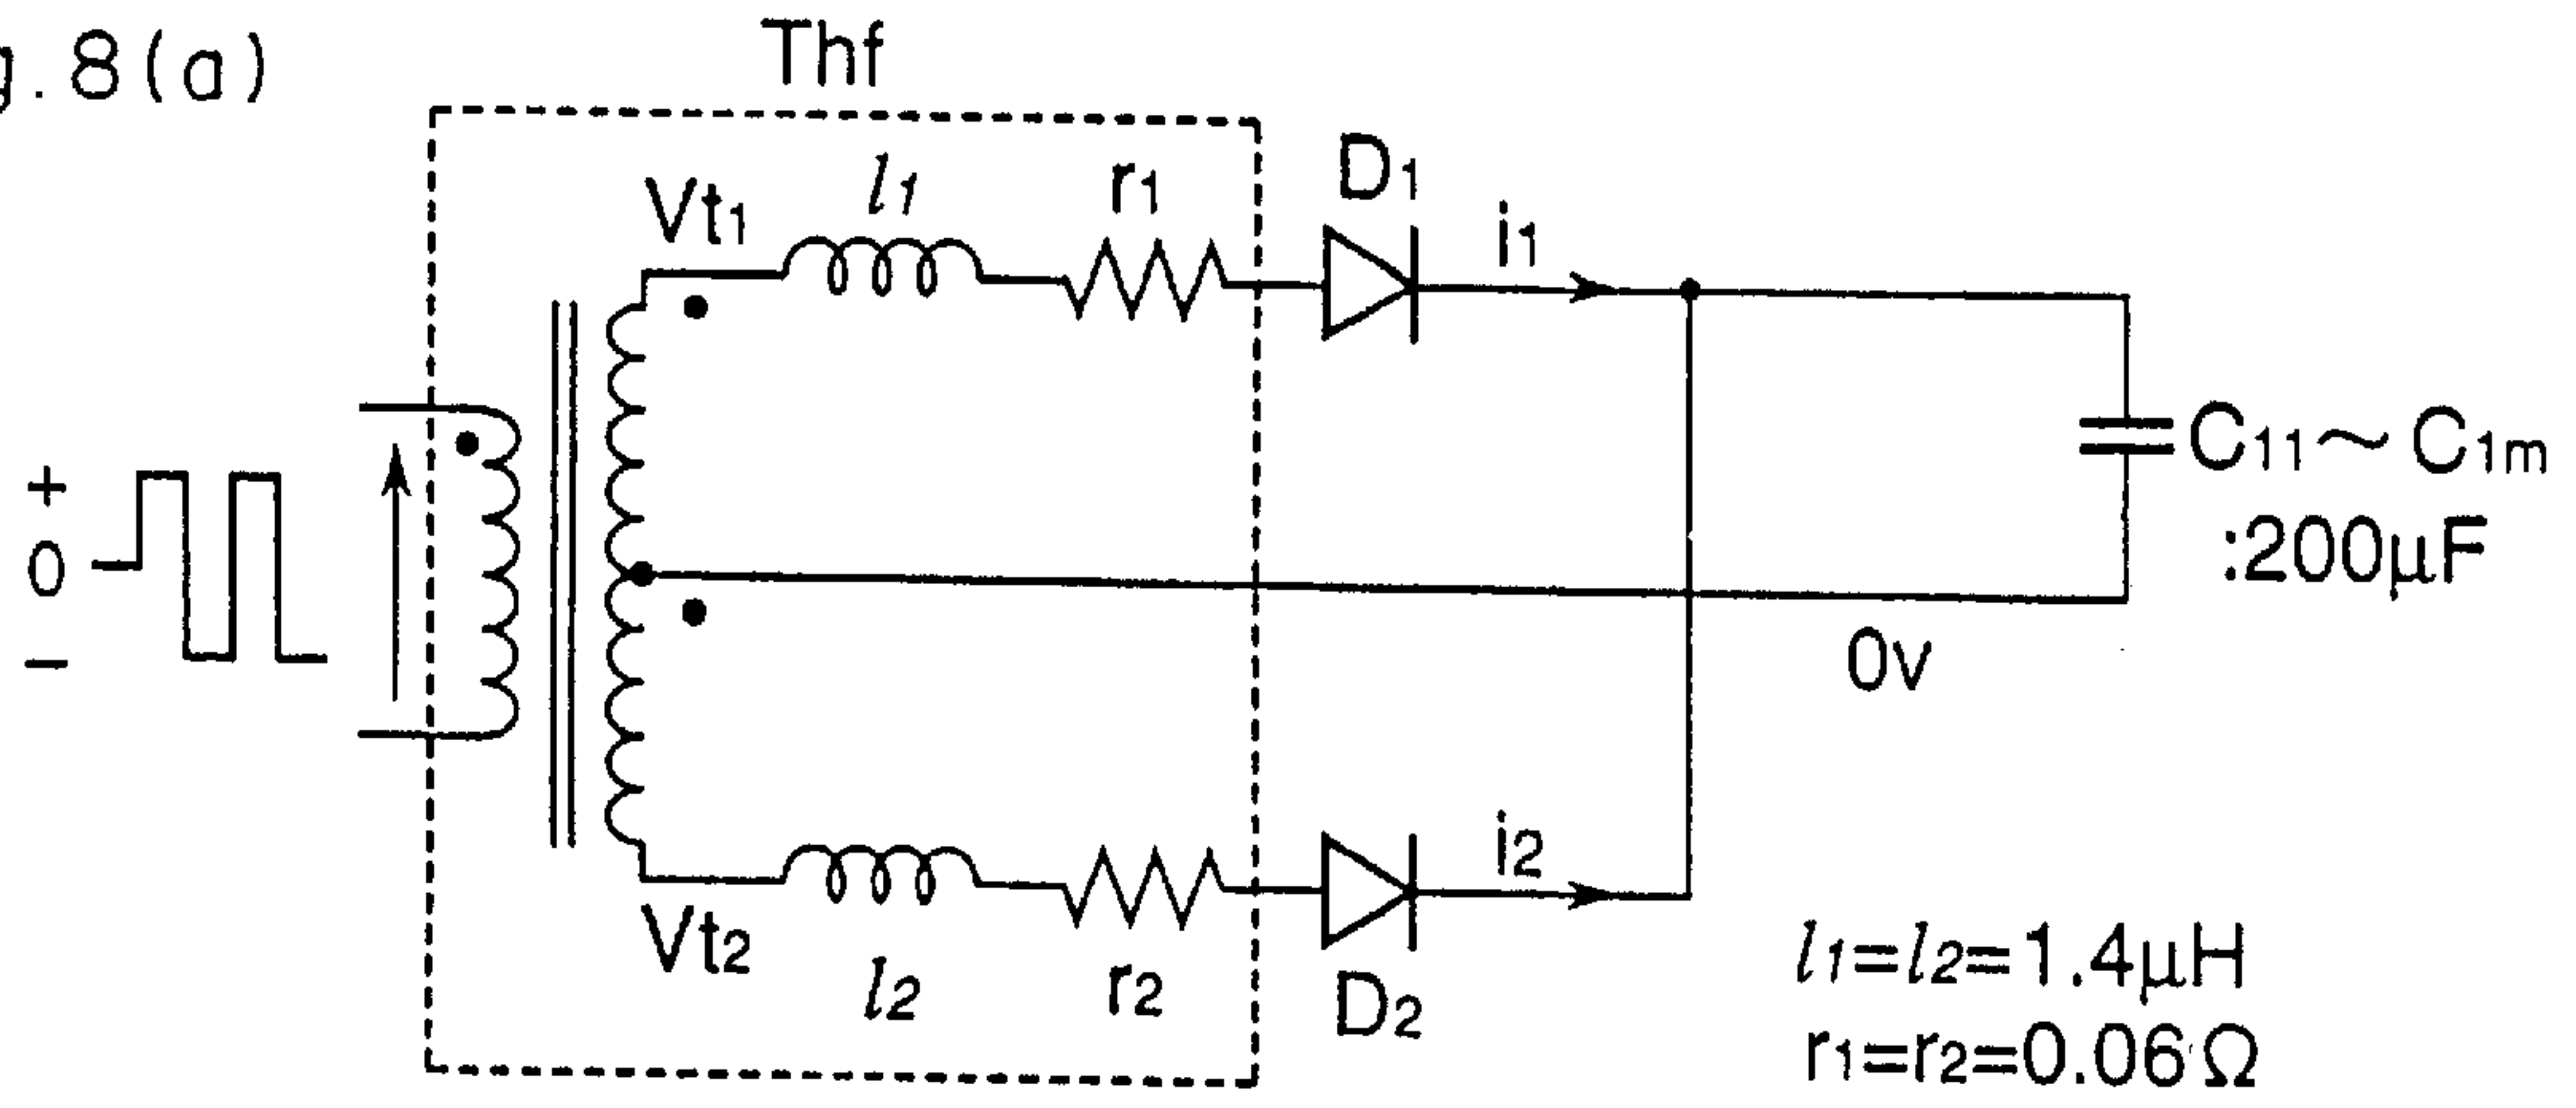 g. 8 (a)
Thf
Vt1
l1
r1
D1
i1
+
0
−
C11～C1m
:200μF
0v
Vt2
l2
r2
D2
i2
l1=l2=1.4μH
r1=r2=0.06Ω